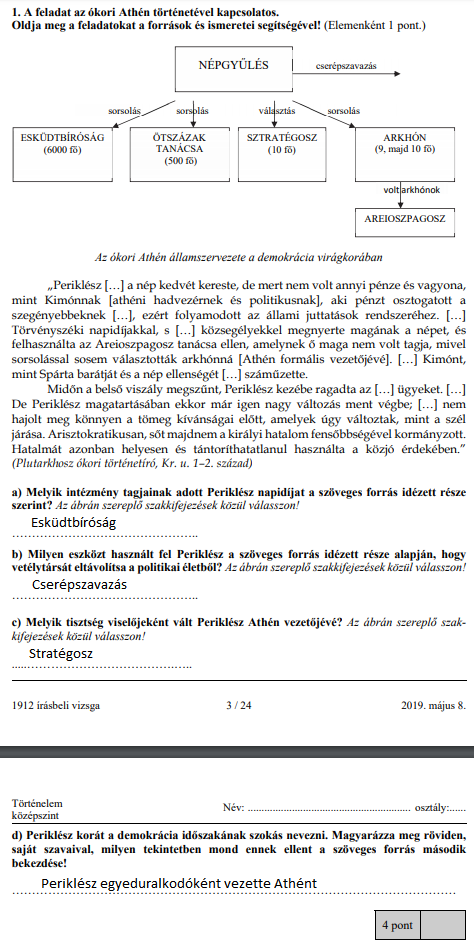 1. A feladat az ókori Athén történetével kapcsolatos.
Oldja meg a feladatokat a források és ismeretei segítségével! (Elemenként 1 pont.)
NÉPGYŰLÉS
cserépszavazás
sorsolás
sorsolás
választás
sorsolás
ESKÜDTBÍRÓSÁG
(6000 fő)
ÖTSZÁZAK
TANÁCSA
(500 fő)
SZTRATÉGOSZ
(10 fő)
ARKHÓN
(9, majd 10 fő)
volt arkhónok
AREIOSZPAGOSZ
Az ókori Athén államszervezete a demokrácia virágkorában
„Periklész […] a nép kedvét kereste, de mert nem volt annyi pénze és vagyona,
mint Kimónnak [athéni hadvezérnek és politikusnak], aki pénzt osztogatott a
szegényebbeknek […], ezért folyamodott az állami juttatások rendszeréhez. […]
Törvényszéki napidíjakkal, s […] községélyekkel megnyerte magának a népet, és
felhasználta az Areioszpagosz tanácsa ellen, amelynek ő maga nem volt tagja, mivel
sorsolással sosem választották arkhónná [Athén formális vezetőjévé]. […] Kimónt,
mint Spárta barátját és a nép ellenségét […] száműzette.
Midőn a belső viszály megszűnt, Periklész kezébe ragadta az […] ügyeket. […]
De Periklész magatartásában ekkor már igen nagy változás ment végbe; […] nem
hajolt meg könnyen a tömeg kívánságai előtt, amelyek úgy változtak, mint a szél
járása. Arisztokratikusan, sőt majdnem a királyi hatalom fensőbbségével kormányzott.
Hatalmát azonban helyesen és tántoríthatatlanul használta a közjó érdekében.”
(Plutarkhosz ókori történetíró, Kr. u. 1–2. század)
a) Melyik intézmény tagjainak adott Periklész napidíjat a szöveges forrás idézett része
szerint? Az ábrán szereplő szakkifejezések közül válasszon!
Esküdtbíróság
b) Milyen eszközt használt fel Periklész a szöveges forrás idézett része alapján, hogy
vetélytársát eltávolítsa a politikai életből? Az ábrán szereplő szakkifejezések közül válasszon!
Cserépszavazás
c) Melyik tisztség viselőjeként vált Periklész Athén vezetőjévé? Az ábrán szereplő szak-
kifejezések közül válasszon!
Stratégosz
1912 írásbeli vizsga 3 / 24 2019. május 8.
Történelem
középszint
Név: ........................................................... osztály:......
d) Periklész korát a demokrácia időszakának szokás nevezni. Magyarázza meg röviden,
saját szavaival, milyen tekintetben mond ennek ellent a szöveges forrás második
bekezdése!
Periklész egyeduralkodóként vezette Athént
4 pont